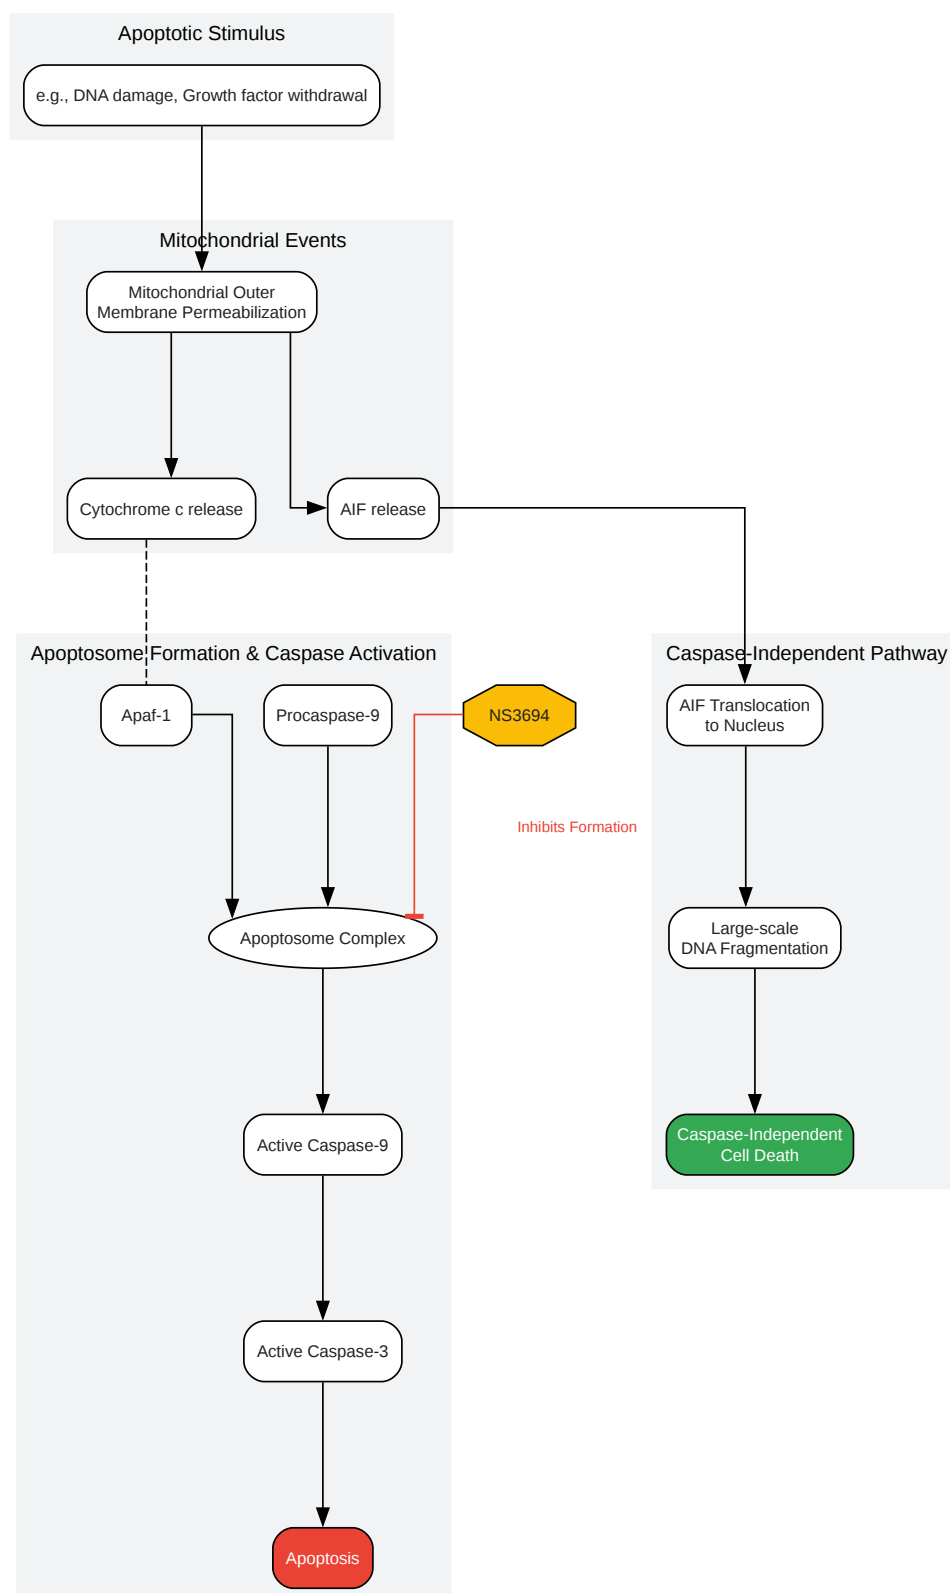 Apoptotic Stimulus
e.g., DNA damage, Growth factor withdrawal
Mitochondrial Events
Mitochondrial Outer
Membrane Permeabilization
Cytochrome c release
AIF release
Apoptosome Formation & Caspase Activation
Caspase-Independent Pathway
Apaf-1
Procaspase-9
NS3694
AIF Translocation
to Nucleus
Inhibits Formation
Apoptosome Complex
Large-scale
DNA Fragmentation
Active Caspase-9
Caspase-Independent
Cell Death
Active Caspase-3
Apoptosis